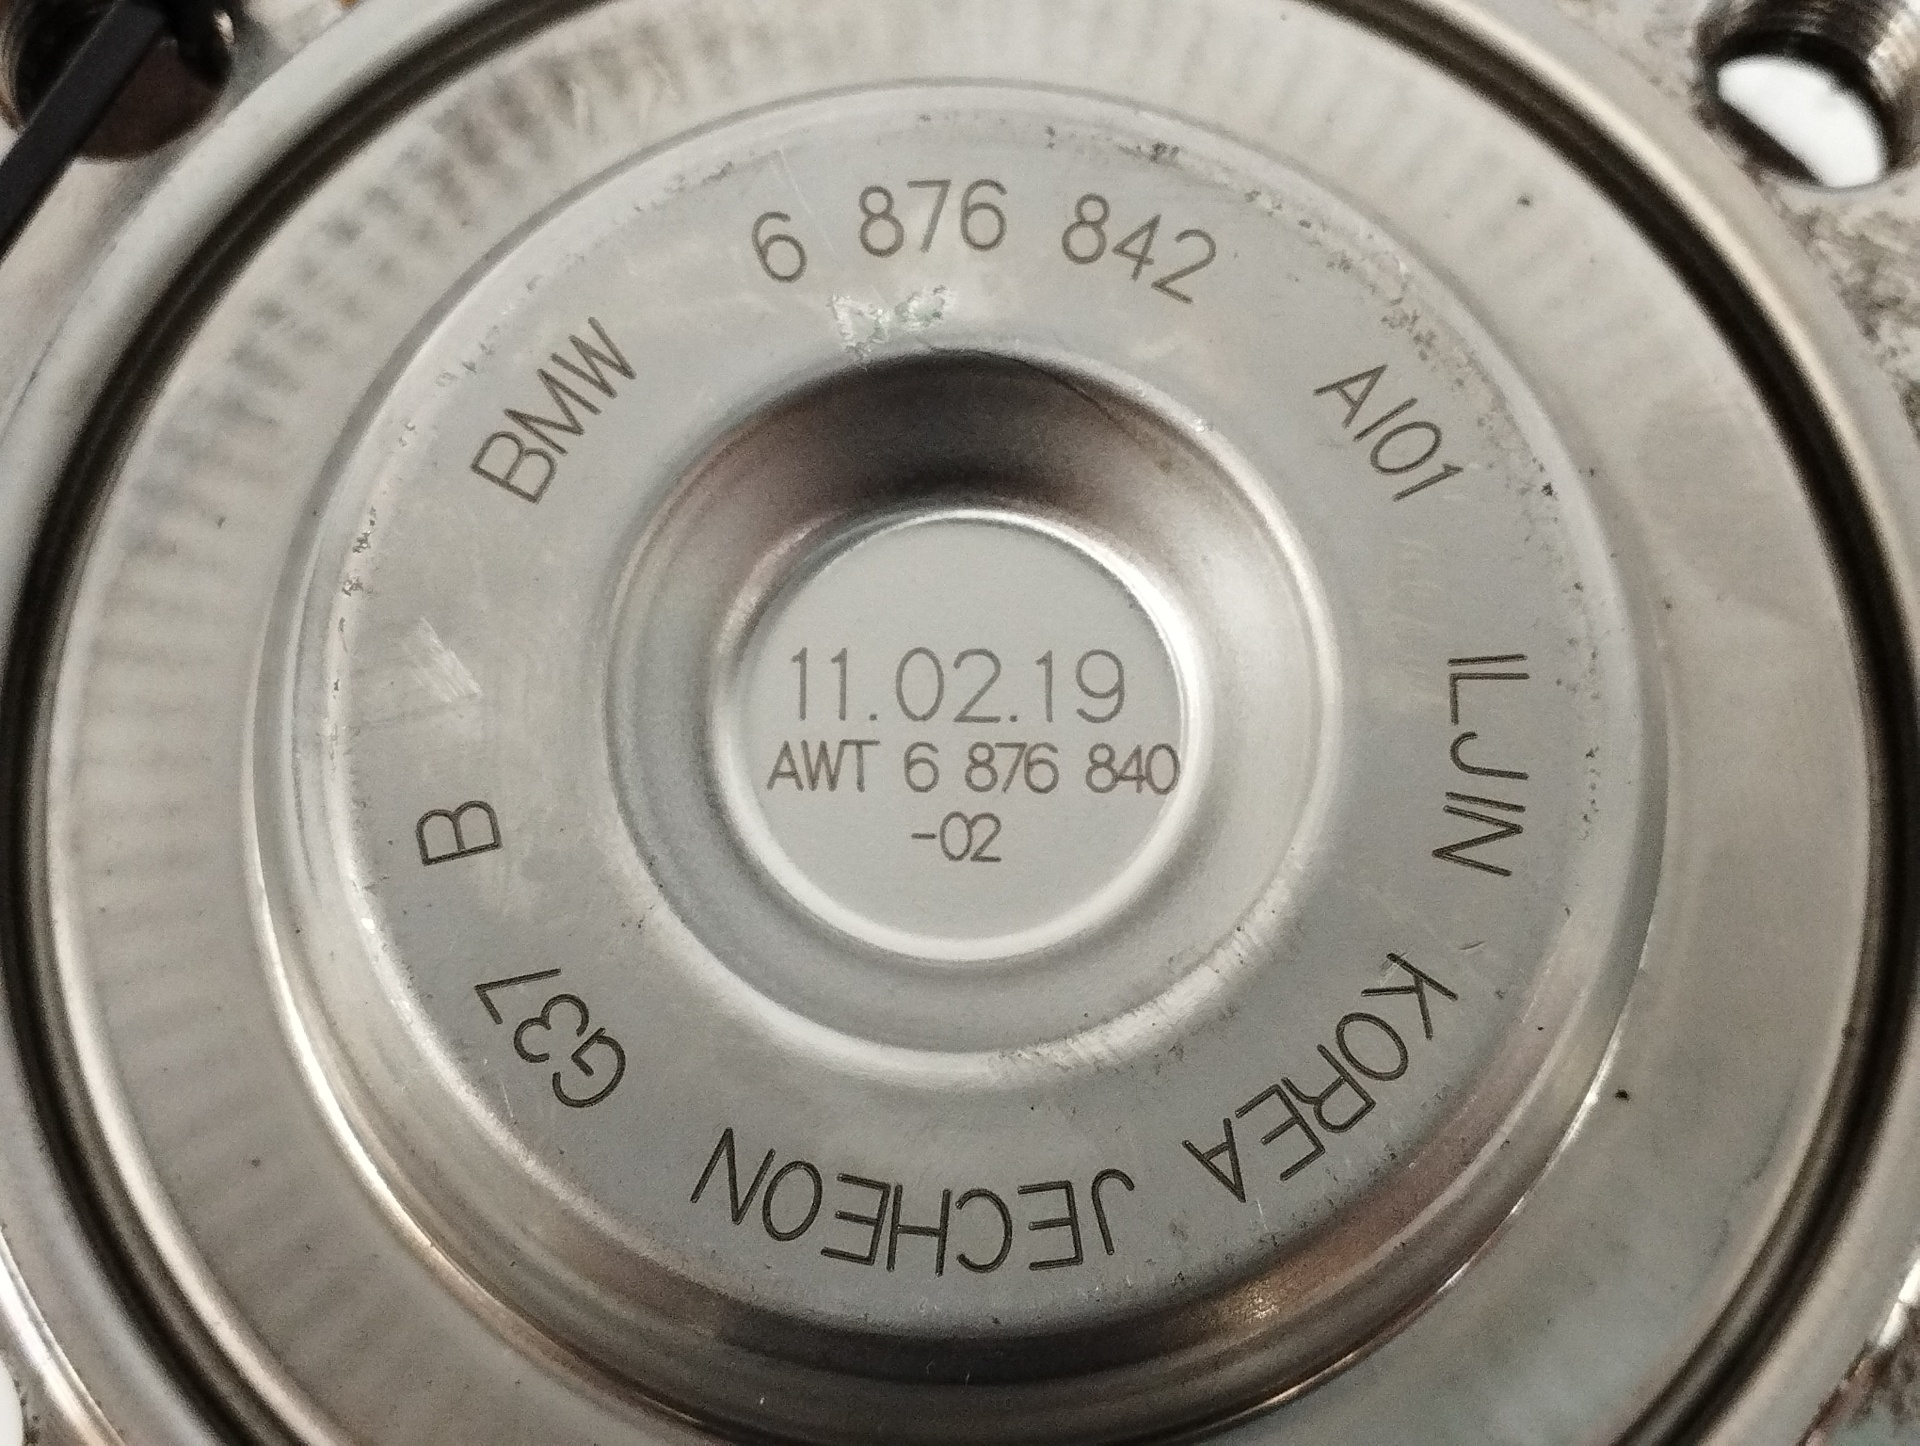 BMW 6 876 842 AI01 ILJIN KOREA JECHEON G37 B
11.02.19
AWT 6 876 840
-02